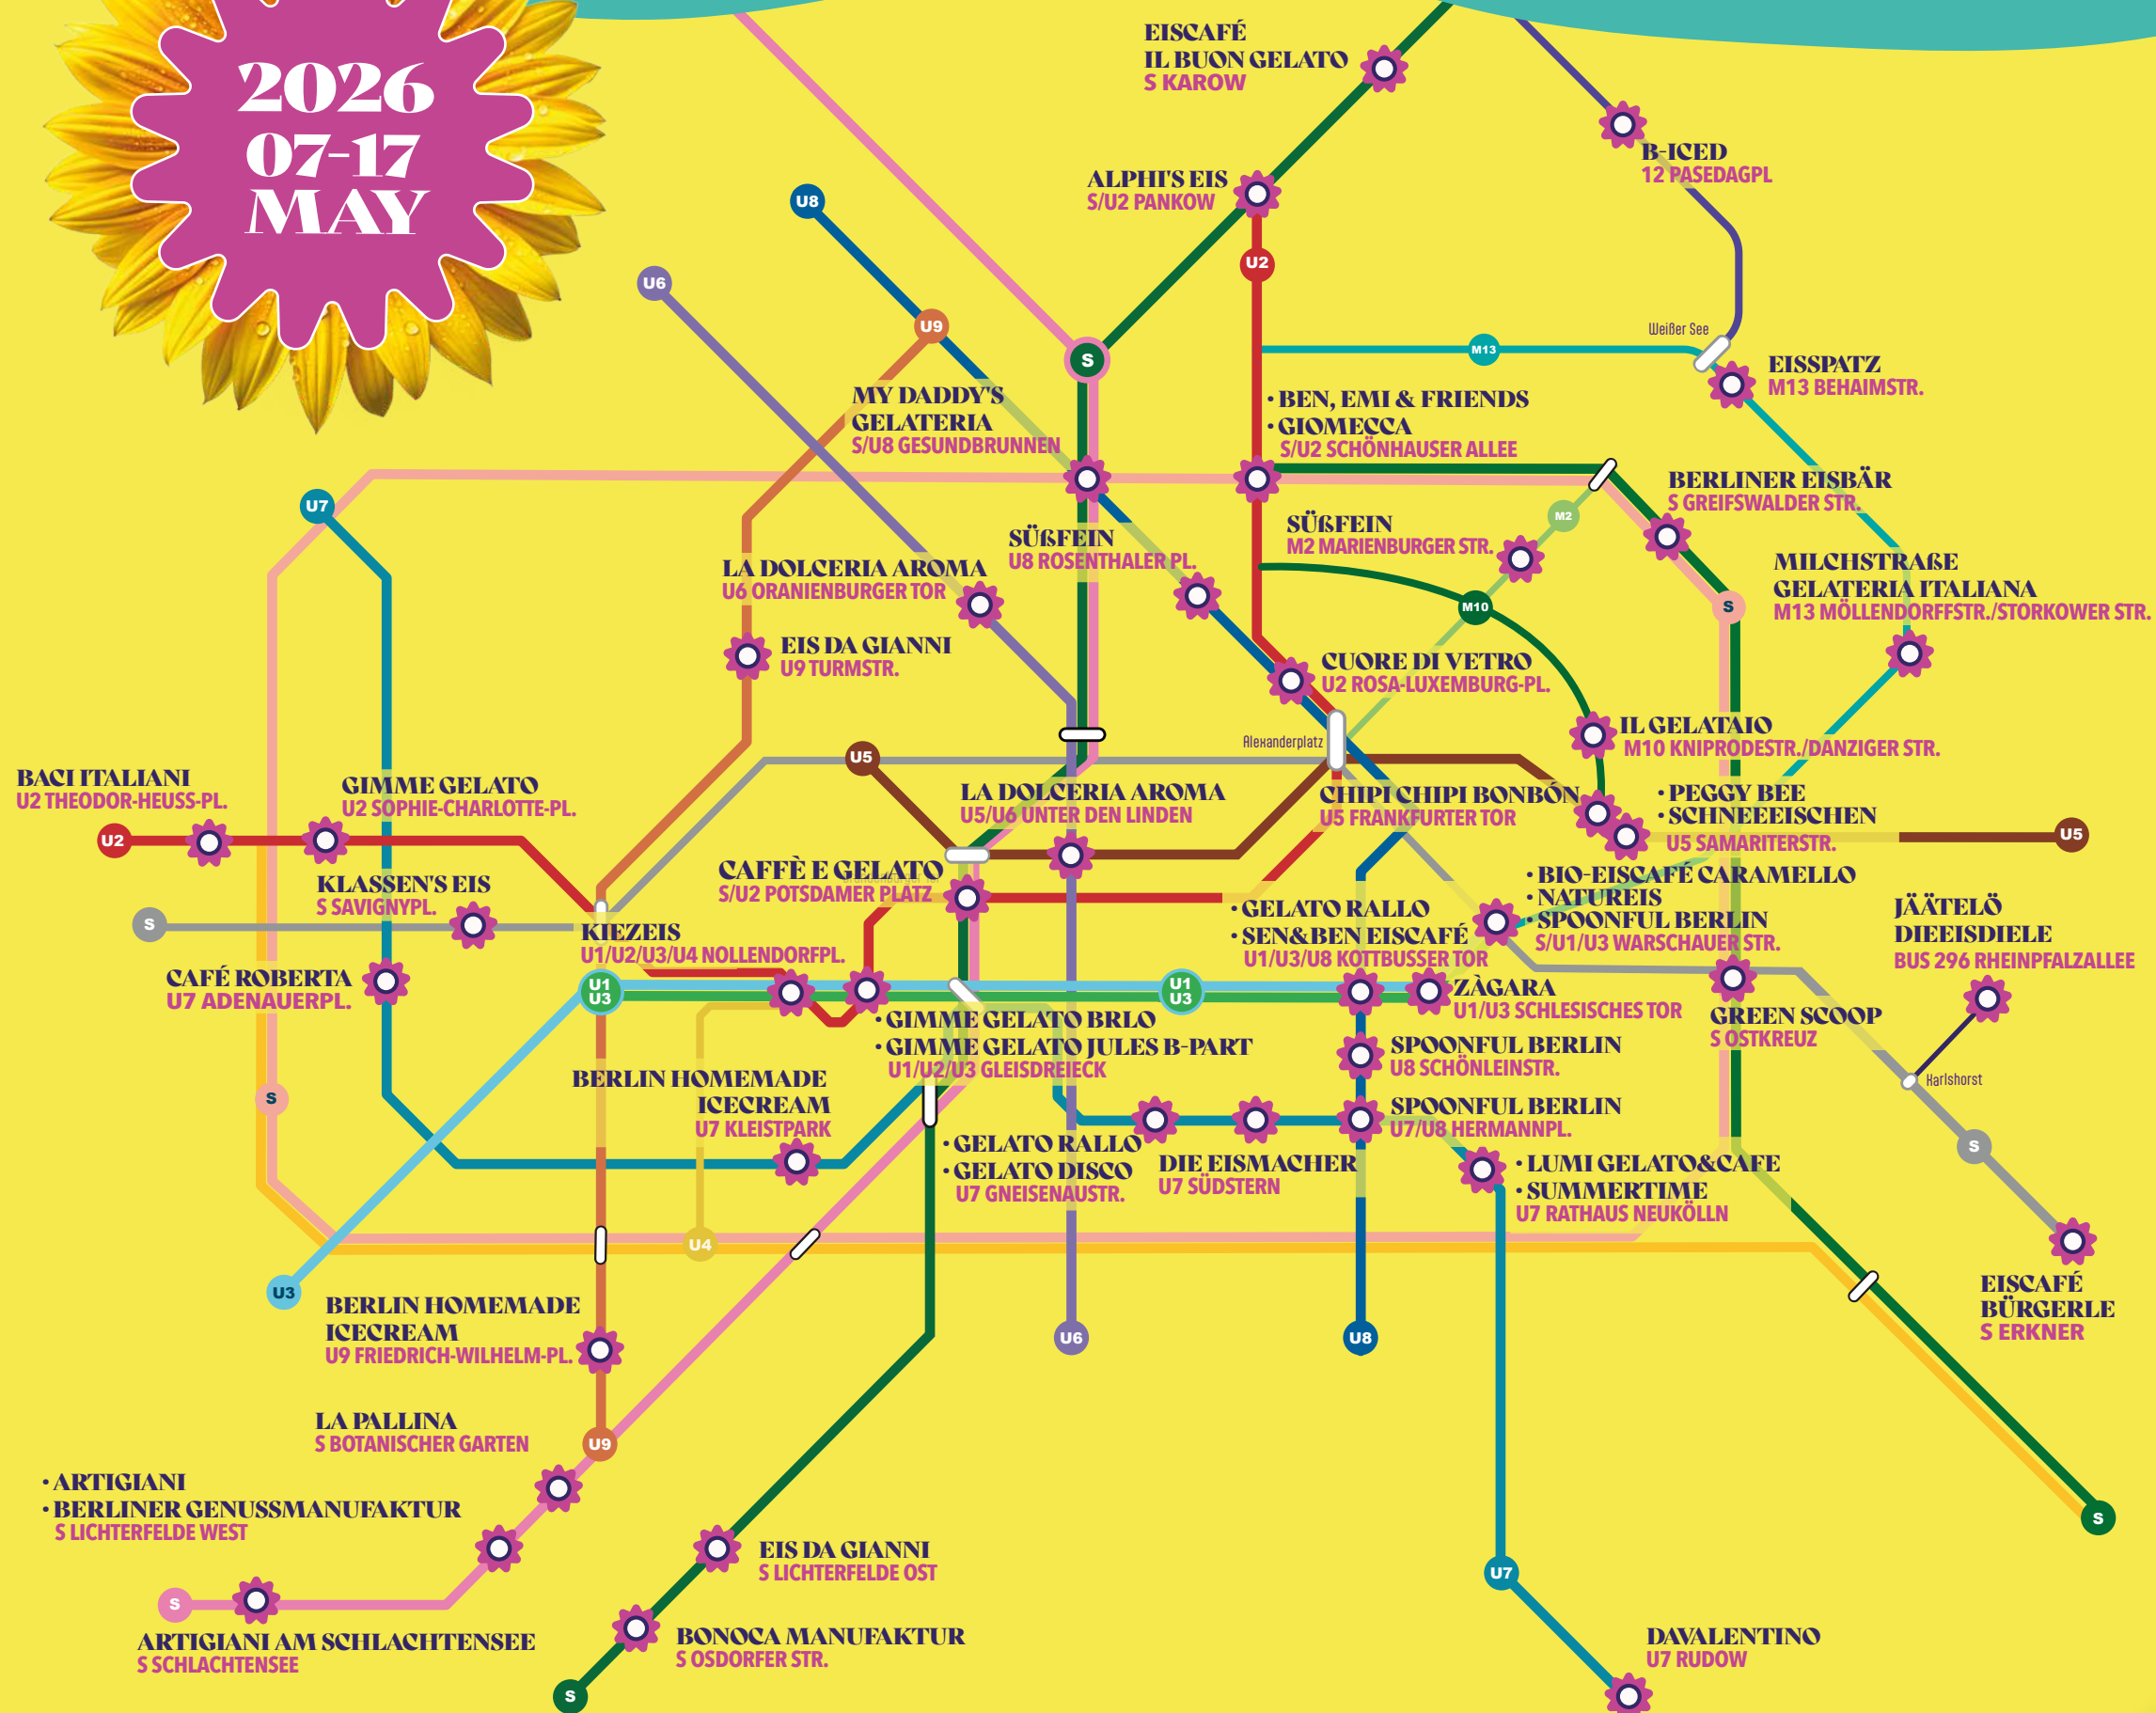 2026
07-17
MAY
EISCAFÉ
IL BUON GELATO
S KAROW
B-ICED
12 PASEDAGPL
ALPHI'S EIS
S/U2 PANKOW
U8
U2
U6
U9
S
M13
Weißer See
EISSPATZ
M13 BEHAIMSTR.
MY DADDY'S
GELATERIA
S/U8 GESUNDBRUNNEN
• BEN, EMI & FRIENDS
• GIOMECCA
S/U2 SCHÖNHAUSER ALLEE
BERLINER EISBÄR
S GREIFSWALDER STR.
U7
M2
SÜßFEIN
U8 ROSENTHALER PL.
SÜßFEIN
M2 MARIENBURGER STR.
MILCHSTRAßE
GELATERIA ITALIANA
M13 MÖLLENDORFFSTR./STORKOWER STR.
LA DOLCERIA AROMA
U6 ORANIENBURGER TOR
M10
S
EIS DA GIANNI
U9 TURMSTR.
CUORE DI VETRO
U2 ROSA-LUXEMBURG-PL.
IL GELATAIO
M10 KNIPRODESTR./DANZIGER STR.
Alexanderplatz
U5
BACI ITALIANI
U2 THEODOR-HEUSS-PL.
GIMME GELATO
U2 SOPHIE-CHARLOTTE-PL.
LA DOLCERIA AROMA
U5/U6 UNTER DEN LINDEN
CHIPI CHIPI BONBÓN
U5 FRANKFURTER TOR
• PEGGY BEE
• SCHNEEEISCHEN
U5 SAMARITERSTR.
U5
U2
CAFFÈ E GELATO
S/U2 POTSDAMER PLATZ
KLASSEN'S EIS
S SAVIGNYPL.
• BIO-EISCAFÉ CARAMELLO
• NATUREIS
• SPOONFUL BERLIN
S/U1/U3 WARSCHAUER STR.
S
KIEZEIS
U1/U2/U3/U4 NOLLENDORFPL.
• GELATO RALLO
• SEN&BEN EISCAFÉ
U1/U3/U8 KOTTBUSSER TOR
JÄÄTELÖ
DIEEISDIELE
BUS 296 RHEINPFALZALLEE
CAFÉ ROBERTA
U7 ADENAUERPL.
U1
U3
U1
U3
ZÀGARA
U1/U3 SCHLESISCHES TOR
GREEN SCOOP
S OSTKREUZ
• GIMME GELATO BRLO
• GIMME GELATO JULES B-PART
U1/U2/U3 GLEISDREIECK
SPOONFUL BERLIN
U8 SCHÖNLEINSTR.
Karlshorst
S
BERLIN HOMEMADE
ICECREAM
U7 KLEISTPARK
SPOONFUL BERLIN
U7/U8 HERMANNPL.
S
• GELATO RALLO
• GELATO DISCO
U7 GNEISENAUSTR.
DIE EISMACHER
U7 SÜDSTERN
• LUMI GELATO&CAFE
• SUMMERTIME
U7 RATHAUS NEUKÖLLN
U4
U3
EISCAFÉ
BÜRGERLE
S ERKNER
BERLIN HOMEMADE
ICECREAM
U9 FRIEDRICH-WILHELM-PL.
U6
U8
LA PALLINA
S BOTANISCHER GARTEN
U9
• ARTIGIANI
• BERLINER GENUSSMANUFAKTUR
S LICHTERFELDE WEST
S
EIS DA GIANNI
S LICHTERFELDE OST
U7
S
ARTIGIANI AM SCHLACHTENSEE
S SCHLACHTENSEE
BONOCA MANUFAKTUR
S OSDORFER STR.
DAVALENTINO
U7 RUDOW
S